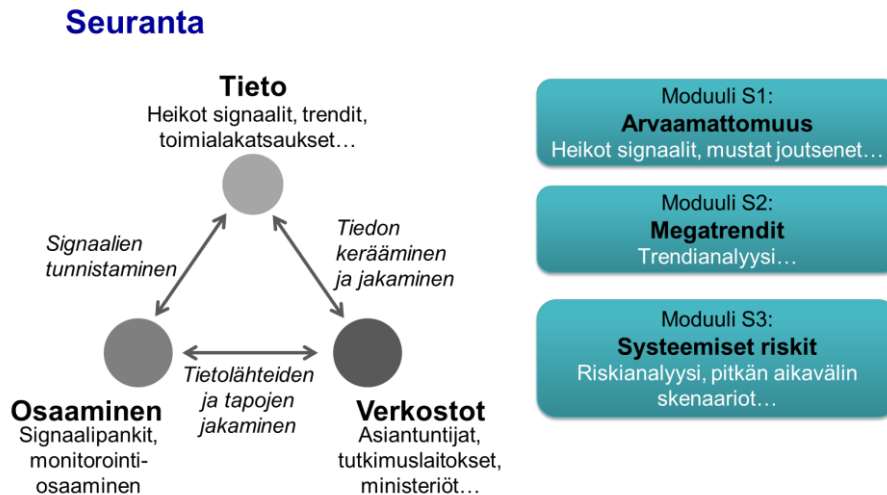 Seuranta
Tieto
Heikot signaalit, trendit,
toimialakatsaukset…
Signaalien
tunnistaminen
Tiedon
kerääminen
ja jakaminen
Tietolähteiden
ja tapojen
jakaminen
Osaaminen
Signaalipankit,
monitorointi-
osaaminen
Verkostot
Asiantuntijat,
tutkimuslaitokset,
ministeriöt…
Moduuli S1:
Arvaamattomuus
Heikot signaalit, mustat joutsenet…
Moduuli S2:
Megatrendit
Trendianalyysi…
Moduuli S3:
Systeemiset riskit
Riskianalyysi, pitkän aikavälin
skenaariot…